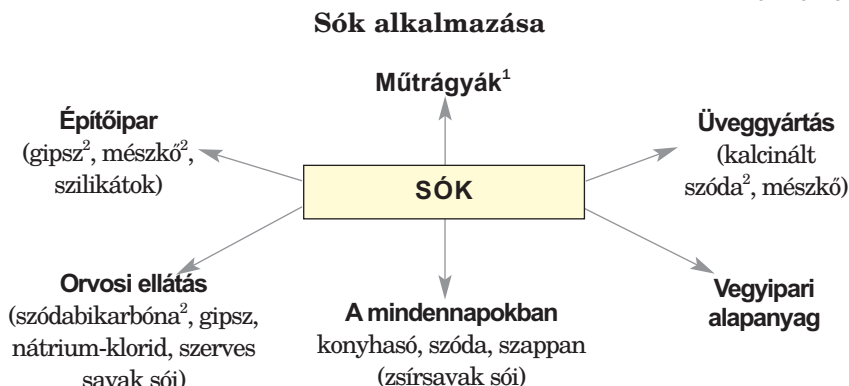 Sók alkalmazása
Műtrágyák¹
Építőipar
(gipsz², mészkő²,
szilikátok)
Üveggyártás
(kalcinált
szóda², mészkő)
SÓK
Orvosi ellátás
(szódabikarbóna², gipsz,
nátrium-klorid, szerves
savak sói)
A mindennapokban
konyhasó, szóda, szappan
(zsírsavak sói)
Vegyipari
alapanyag